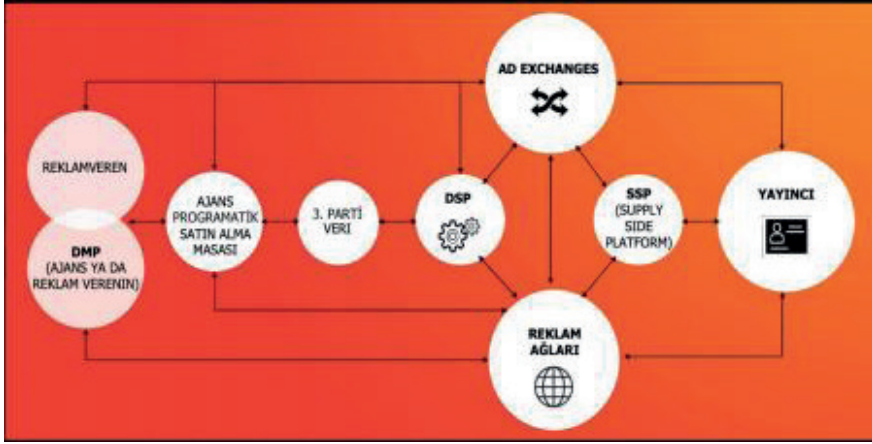 AD EXCHANGES
REKLAMVEREN
DMP
(AJANS YA DA
REKLAM VERENİN)
AJANS
PROGRAMATİK
SATIN ALMA
MASASI
3. PARTİ
VERI
DSP
SSP
(SUPPLY
SIDE
PLATFORM)
YAYINCI
REKLAM
AĞLARI